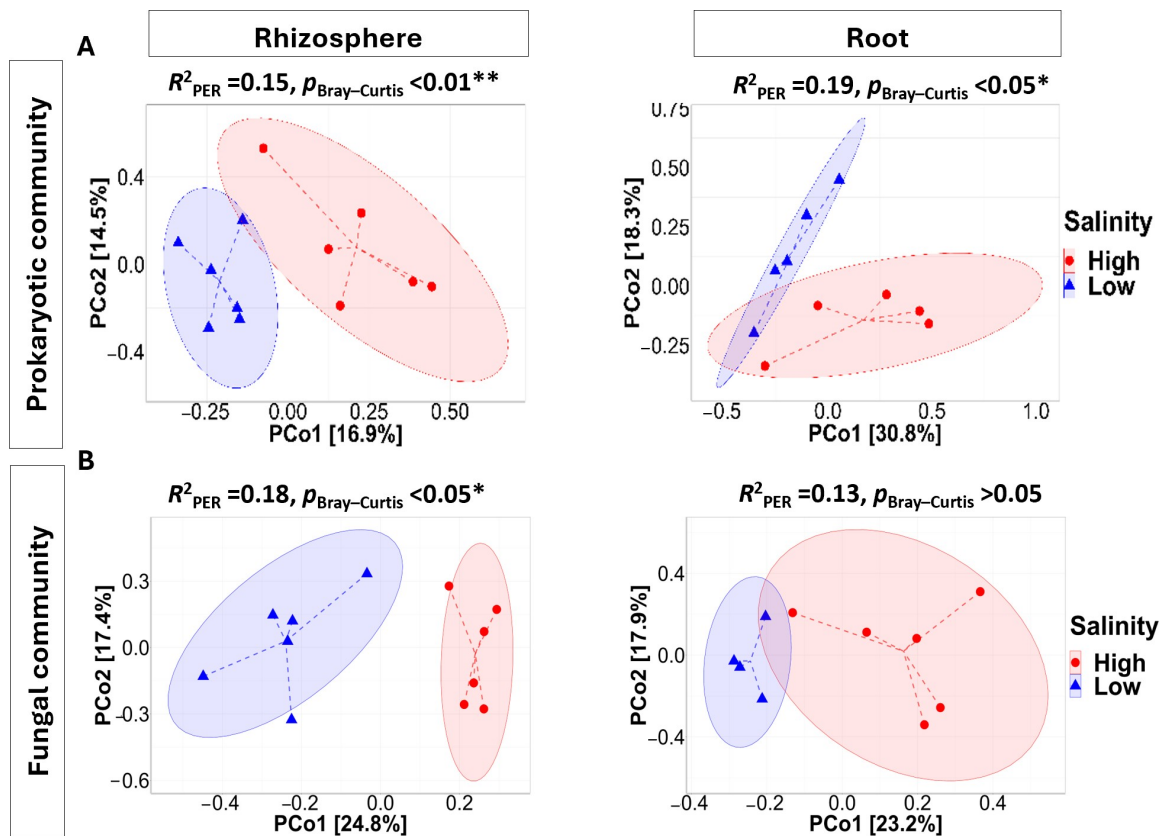 A
Rhizosphere
Root
Prokaryotic community
R²PER =0.15, pBray–Curtis <0.01**
PCo2 [14.5%]
0.4
0.0
−0.4
−0.25
0.00
0.25
0.50
PCo1 [16.9%]
R²PER =0.19, pBray–Curtis <0.05*
PCo2 [18.3%]
0.75
0.50
0.25
0.00
−0.25
−0.5
0.0
0.5
1.0
PCo1 [30.8%]
Salinity
High
Low
B
Fungal community
R²PER =0.18, pBray–Curtis <0.05*
PCo2 [17.4%]
0.3
0.0
−0.3
−0.6
−0.4
−0.2
0.0
0.2
PCo1 [24.8%]
R²PER =0.13, pBray–Curtis >0.05
PCo2 [17.9%]
0.4
0.0
−0.4
−0.4
−0.2
0.0
0.2
0.4
PCo1 [23.2%]
Salinity
High
Low